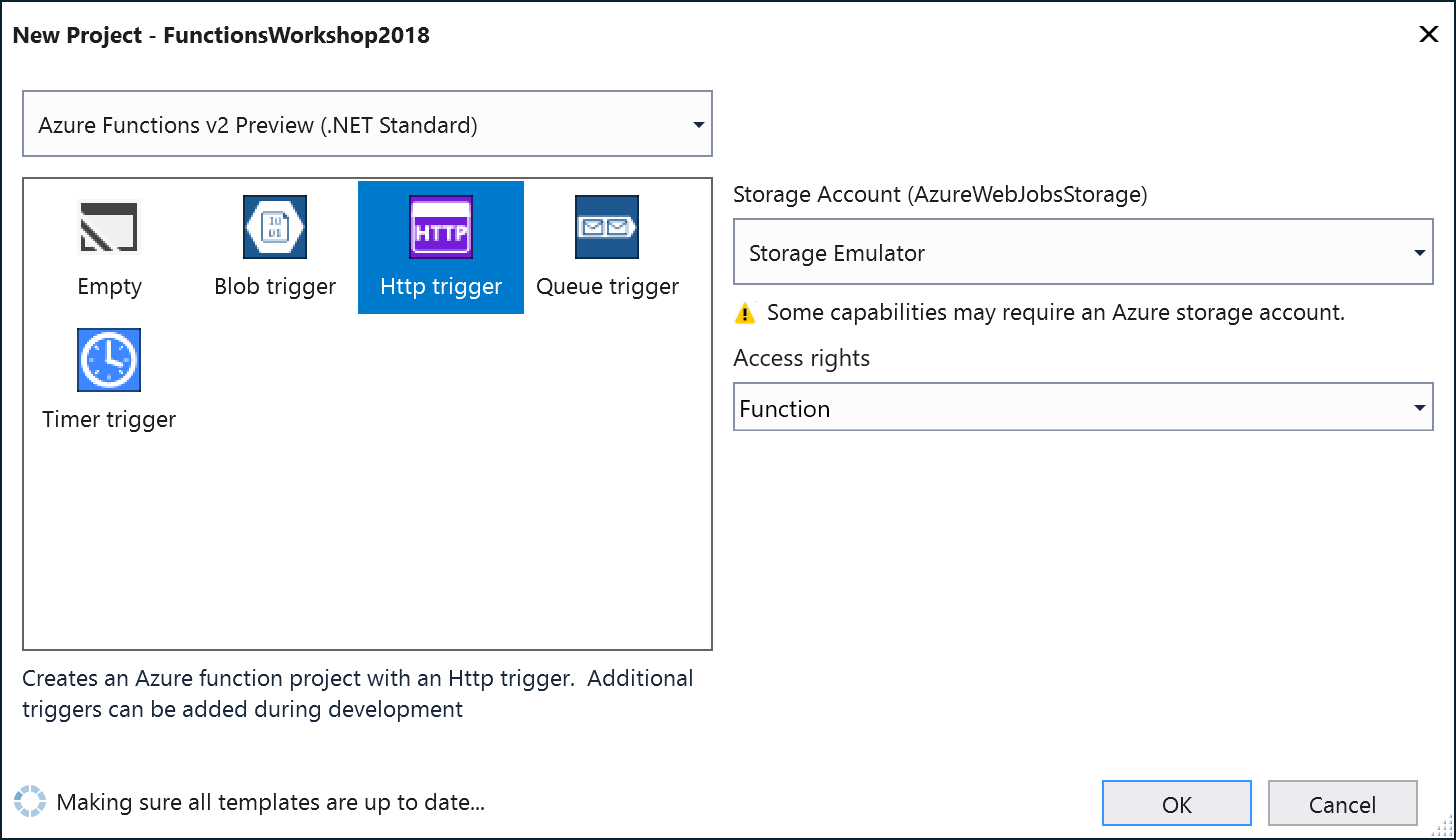 New Project - FunctionsWorkshop2018
Azure Functions v2 Preview (.NET Standard)
Empty
Blob trigger
HTTP
Http trigger
Queue trigger
Timer trigger
Creates an Azure function project with an Http trigger.  Additional
triggers can be added during development
Storage Account (AzureWebJobsStorage)
Storage Emulator
Some capabilities may require an Azure storage account.
Access rights
Function
Making sure all templates are up to date...
OK
Cancel